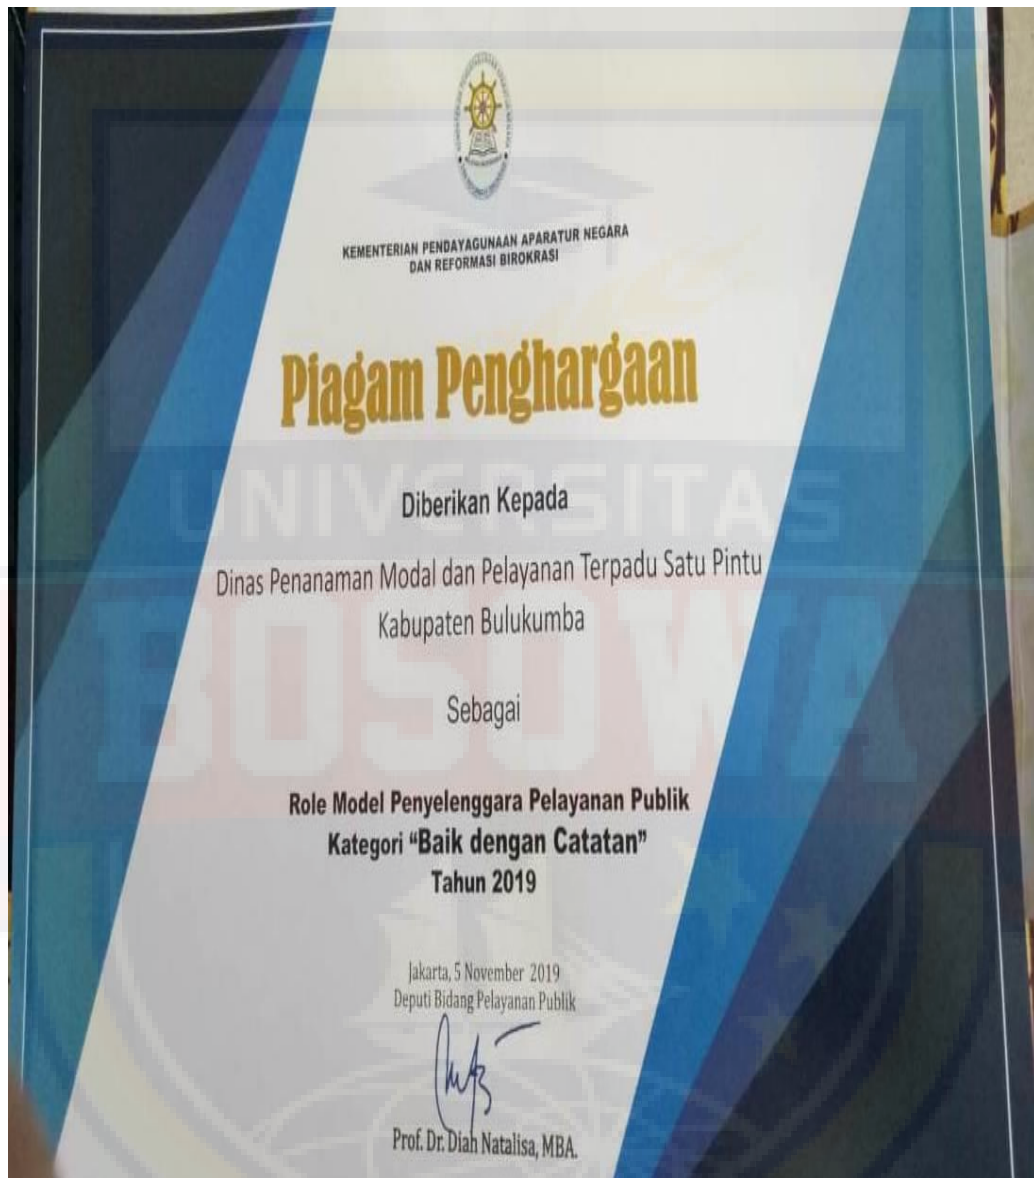 KEMENTERIAN PENDAYAGUNAAN APARATUR NEGARA
DAN REFORMASI BIROKRASI
Piagam Penghargaan
UNIVERSITAS
BOSOWA
Diberikan Kepada
Dinas Penanaman Modal dan Pelayanan Terpadu Satu Pintu
Kabupaten Bulukumba
Sebagai
Role Model Penyelenggara Pelayanan Publik
Kategori “Baik dengan Catatan”
Tahun 2019
Jakarta, 5 November 2019
Deputi Bidang Pelayanan Publik
Prof. Dr. Diah Natalisa, MBA.